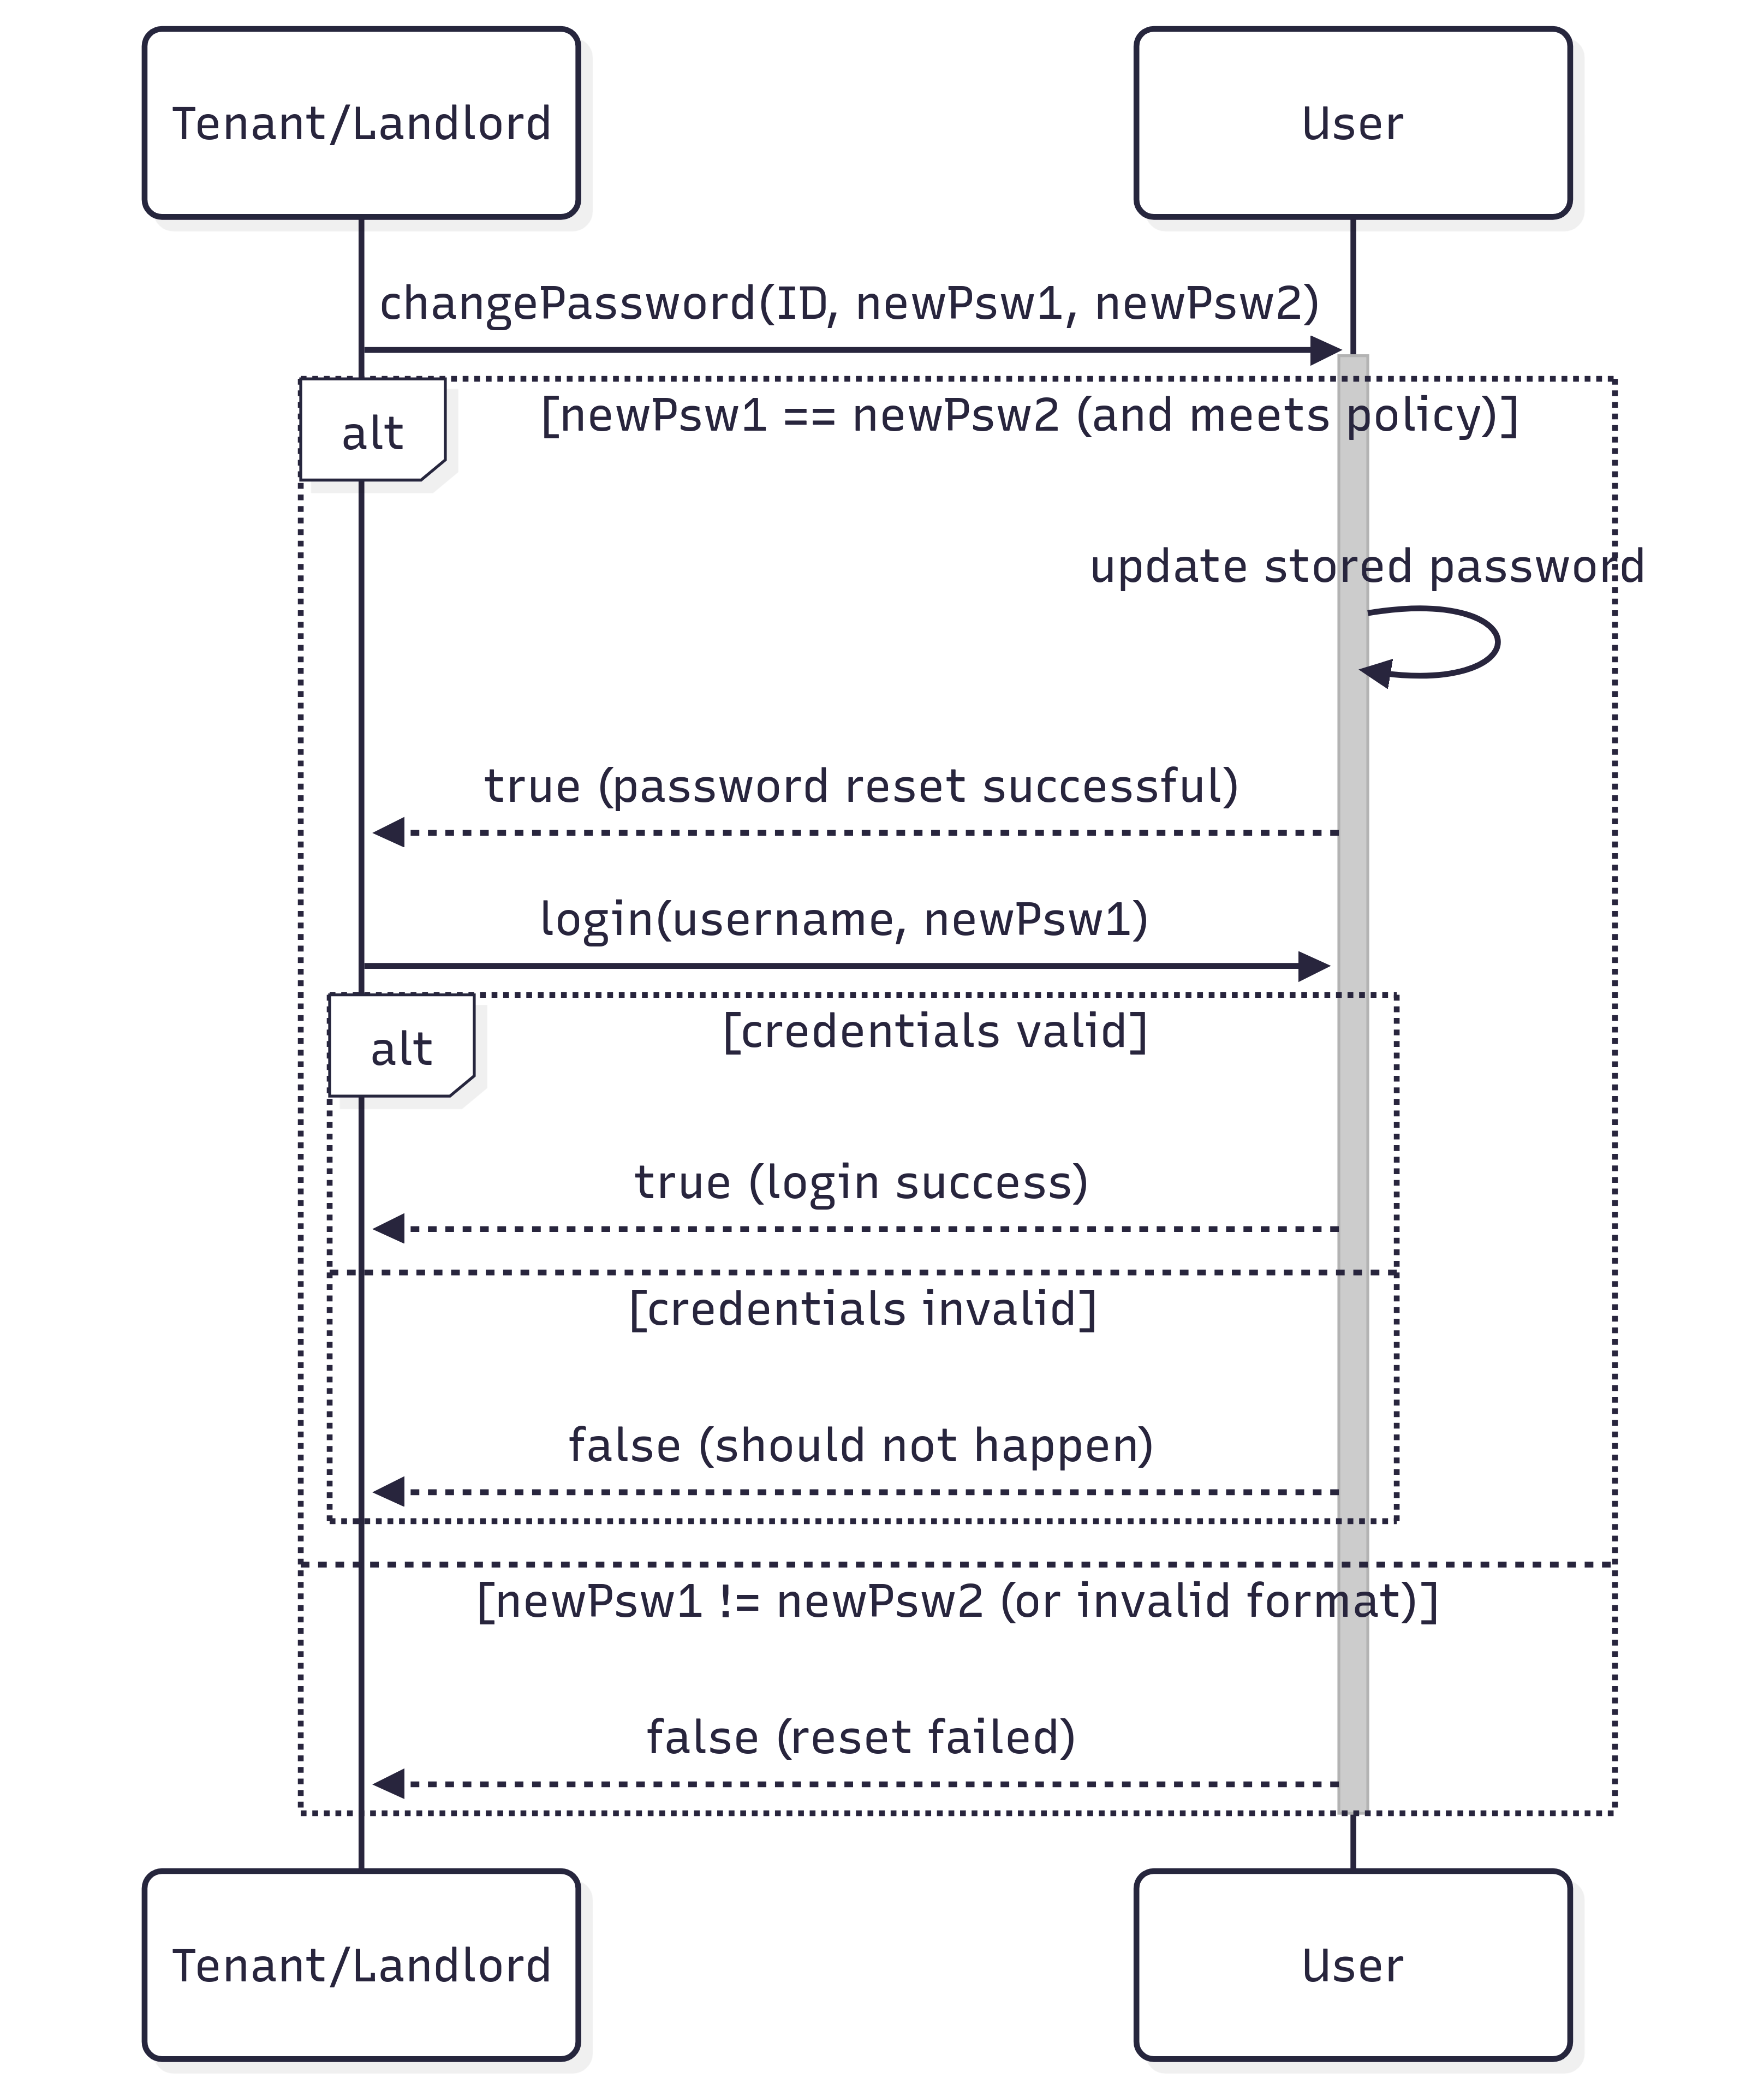 Tenant/Landlord
User
changePassword(ID, newPsw1, newPsw2)
alt
[newPsw1 == newPsw2 (and meets policy)]
update stored password
true (password reset successful)
login(username, newPsw1)
alt
[credentials valid]
true (login success)
[credentials invalid]
false (should not happen)
[newPsw1 != newPsw2 (or invalid format)]
false (reset failed)
Tenant/Landlord
User